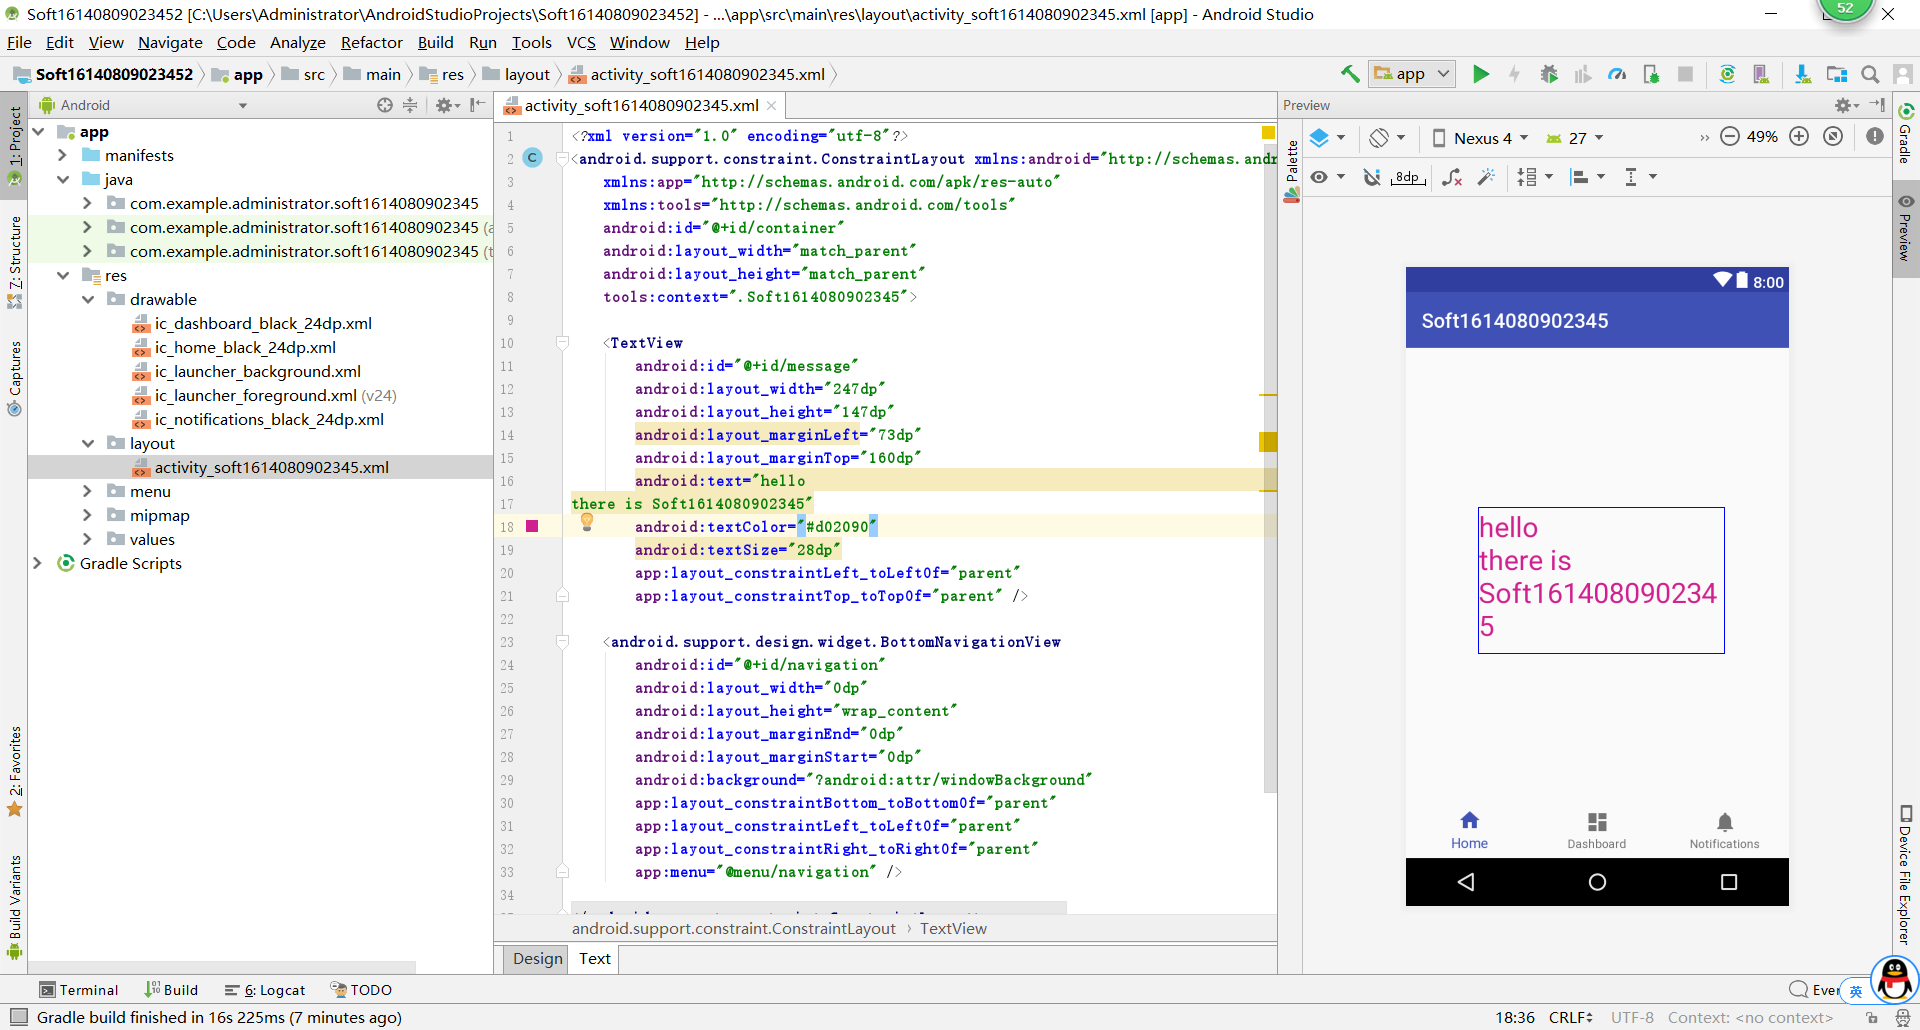 Soft16140809023452 [C:\Users\Administrator\AndroidStudioProjects\Soft16140809023452] - ...\app\src\main\res\layout\activity_soft1614080902345.xml [app] - Android Studio
52
File Edit View Navigate Code Analyze Refactor Build Run Tools VCS Window Help
Soft16140809023452 app src main res layout activity_soft1614080902345.xml
app
Android
activity_soft1614080902345.xml
Preview
1: Project
Z: Structure
Captures
2: Favorites
Build Variants
app
manifests
java
com.example.administrator.soft1614080902345
com.example.administrator.soft1614080902345 (a
com.example.administrator.soft1614080902345 (t
res
drawable
ic_dashboard_black_24dp.xml
ic_home_black_24dp.xml
ic_launcher_background.xml
ic_launcher_foreground.xml (v24)
ic_notifications_black_24dp.xml
layout
activity_soft1614080902345.xml
menu
mipmap
values
Gradle Scripts
1 <?xml version="1.0" encoding="utf-8"?>
2 C <android.support.constraint.ConstraintLayout xmlns:android="http://schemas.andr
3 xmlns:app="http://schemas.android.com/apk/res-auto"
4 xmlns:tools="http://schemas.android.com/tools"
5 android:id="@+id/container"
6 android:layout_width="match_parent"
7 android:layout_height="match_parent"
8 tools:context=".Soft1614080902345">
9
10 <TextView
11 android:id="@+id/message"
12 android:layout_width="247dp"
13 android:layout_height="147dp"
14 android:layout_marginLeft="73dp"
15 android:layout_marginTop="160dp"
16 android:text="hello
17 there is Soft1614080902345"
18 android:textColor="#d02090"
19 android:textSize="28dp"
20 app:layout_constraintLeft_toLeftOf="parent"
21 app:layout_constraintTop_toTopOf="parent" />
22
23 <android.support.design.widget.BottomNavigationView
24 android:id="@+id/navigation"
25 android:layout_width="0dp"
26 android:layout_height="wrap_content"
27 android:layout_marginEnd="0dp"
28 android:layout_marginStart="0dp"
29 android:background="?android:attr/windowBackground"
30 app:layout_constraintBottom_toBottomOf="parent"
31 app:layout_constraintLeft_toLeftOf="parent"
32 app:layout_constraintRight_toRightOf="parent"
33 app:menu="@menu/navigation" />
34
android.support.constraint.ConstraintLayout › TextView
Design Text
Palette
Nexus 4 27 49%
8dp
8:00
Soft1614080902345
hello
there is
Soft161408090234
5
Home Dashboard Notifications
Gradle
Preview
Device File Explorer
Terminal Build 6: Logcat TODO
Ever
英
Gradle build finished in 16s 225ms (7 minutes ago)
18:36 CRLF UTF-8 Context: <no context>